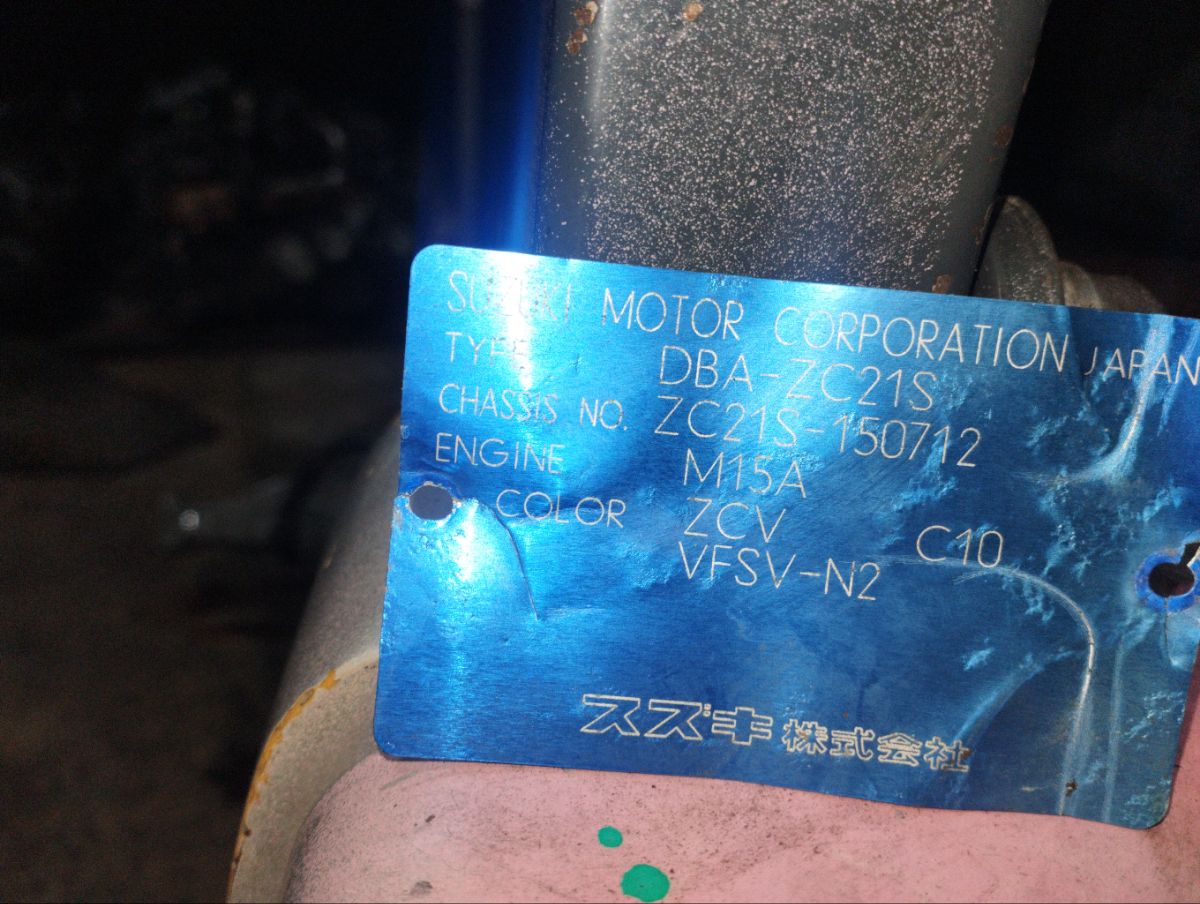 SUZUKI MOTOR CORPORATION JAPAN
TYPE DBA-ZC21S
CHASSIS NO. ZC21S-150712
ENGINE M15A
COLOR ZCV C10
VFSV-N2
スズキ株式会社